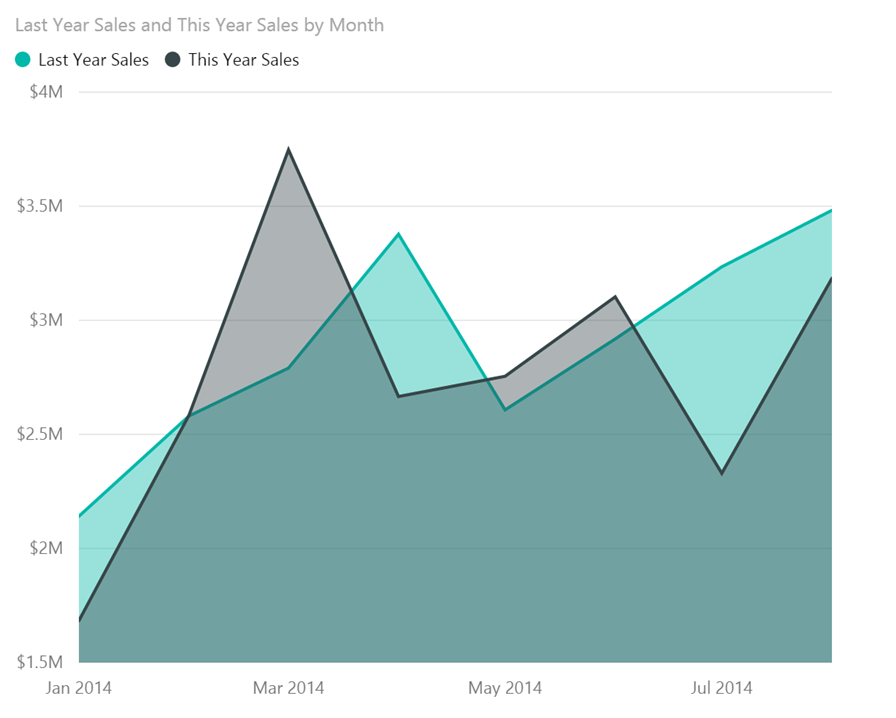 Last Year Sales and This Year Sales by Month
Last Year Sales This Year Sales
$4M
$3.5M
$3M
$2.5M
$2M
$1.5M
Jan 2014 Mar 2014 May 2014 Jul 2014